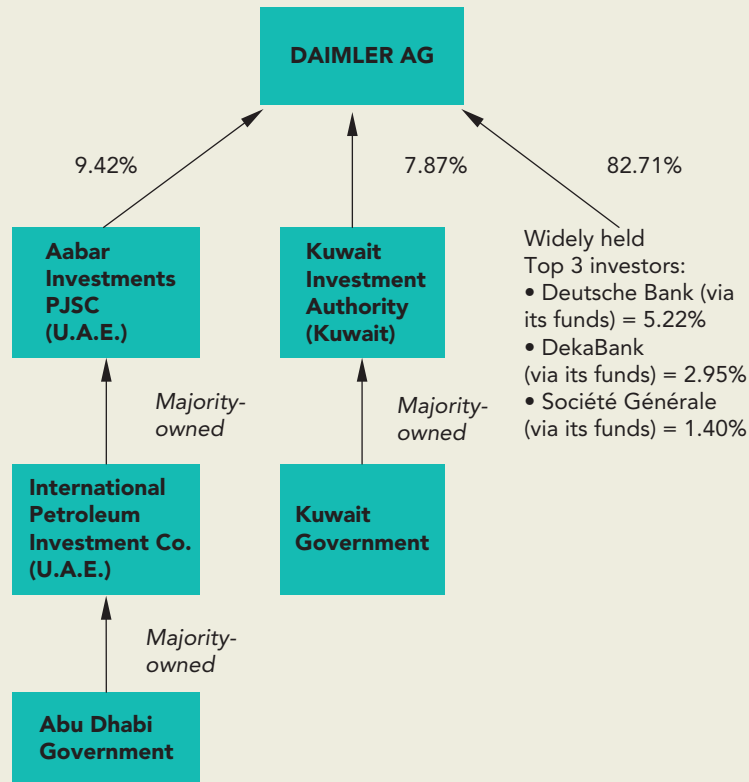 DAIMLER AG
9.42%
7.87%
82.71%
Aabar
Investments
PJSC
(U.A.E.)
Kuwait
Investment
Authority
(Kuwait)
Widely held
Top 3 investors:
• Deutsche Bank (via
its funds) = 5.22%
• DekaBank
(via its funds) = 2.95%
• Société Générale
(via its funds) = 1.40%
Majority-
owned
Majority-
owned
International
Petroleum
Investment Co.
(U.A.E.)
Kuwait
Government
Majority-
owned
Abu Dhabi
Government